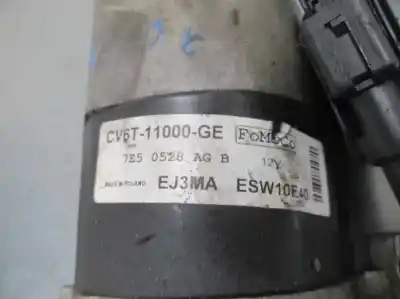 CV6T-11000-GE FoMoCo
7E5 0528 AG B 12V
MADE IN POLAND EJ3MA ESW10E40